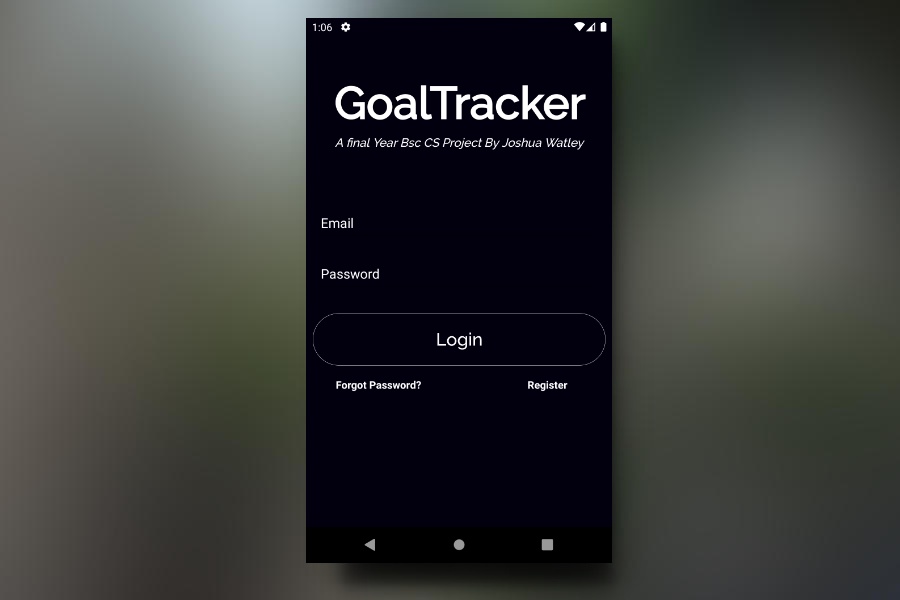 1:06
GoalTracker
A final Year Bsc CS Project By Joshua Watley
Email
Password
Login
Forgot Password? Register